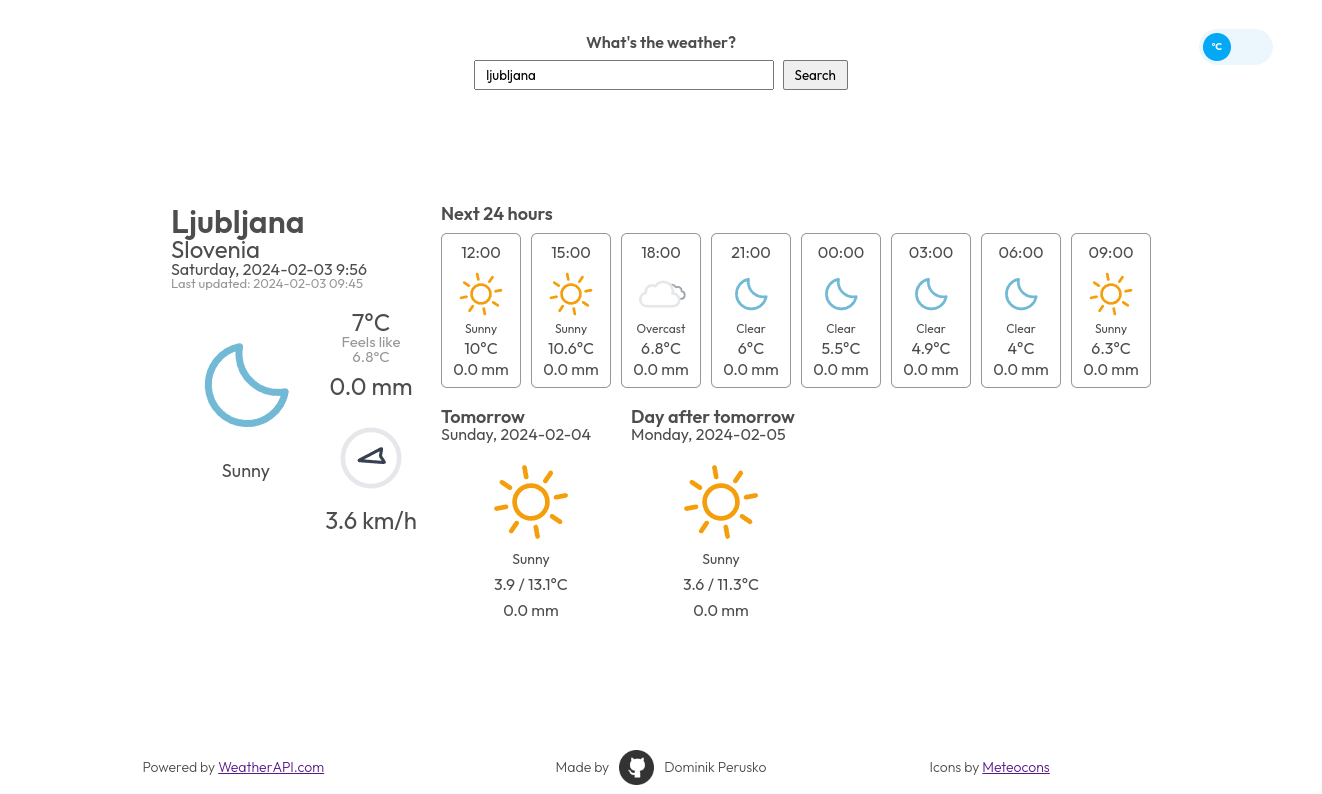 What's the weather?
ljubljana
Search
°C
Ljubljana
Slovenia
Saturday, 2024-02-03 9:56
Last updated: 2024-02-03 09:45
7°C
Feels like
6.8°C
0.0 mm
Sunny
3.6 km/h
Next 24 hours
12:00 15:00 18:00 21:00 00:00 03:00 06:00 09:00
Sunny Sunny Overcast Clear Clear Clear Clear Sunny
10°C 10.6°C 6.8°C 6°C 5.5°C 4.9°C 4°C 6.3°C
0.0 mm 0.0 mm 0.0 mm 0.0 mm 0.0 mm 0.0 mm 0.0 mm 0.0 mm
Tomorrow
Sunday, 2024-02-04
Sunny
3.9 / 13.1°C
0.0 mm
Day after tomorrow
Monday, 2024-02-05
Sunny
3.6 / 11.3°C
0.0 mm
Powered by WeatherAPI.com
Made by Dominik Perusko
Icons by Meteocons